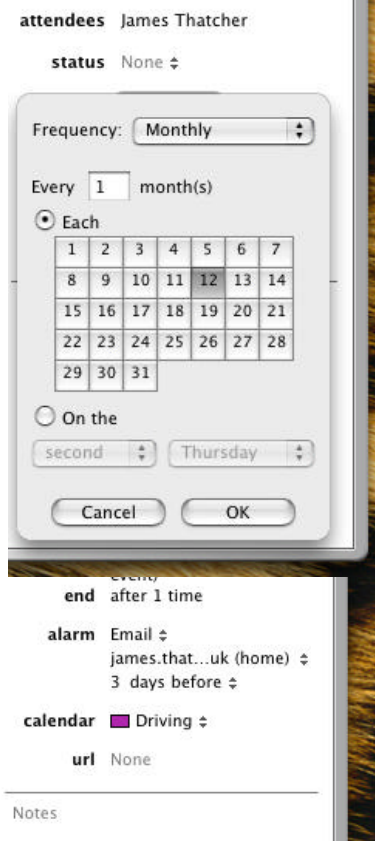 attendees James Thatcher
status None
Frequency: Monthly
Every 1 month(s)
Each
1 2 3 4 5 6 7
8 9 10 11 12 13 14
15 16 17 18 19 20 21
22 23 24 25 26 27 28
29 30 31
On the
second Thursday
Cancel OK
event)
end after 1 time
alarm Email
james.that...uk (home)
3 days before
calendar Driving
url None
Notes